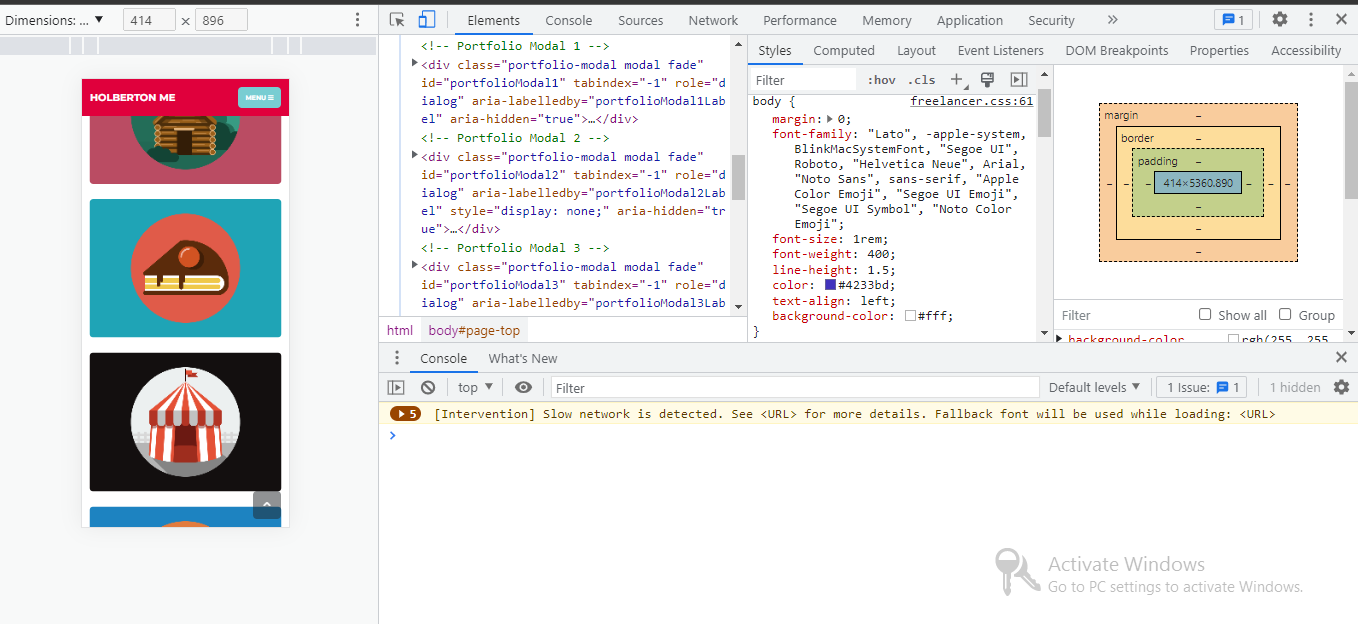 Dimensions: ... ▼ 414 × 896
HOLBERTON ME
MENU
Elements Console Sources Network Performance Memory Application Security » 1
<!-- Portfolio Modal 1 -->
<div class="portfolio-modal modal fade"
id="portfolioModal1" tabindex="-1" role="d
ialog" aria-labelledby="portfolioModal1Lab
el" aria-hidden="true">…</div>
<!-- Portfolio Modal 2 -->
<div class="portfolio-modal modal fade"
id="portfolioModal2" tabindex="-1" role="d
ialog" aria-labelledby="portfolioModal2Lab
el" style="display: none;" aria-hidden="tr
ue">…</div>
<!-- Portfolio Modal 3 -->
<div class="portfolio-modal modal fade"
id="portfolioModal3" tabindex="-1" role="d
ialog" aria-labelledby="portfolioModal3Lab
html body#page-top
Styles Computed Layout Event Listeners DOM Breakpoints Properties Accessibility
Filter :hov .cls +
body { freelancer.css:61
margin: 0;
font-family: "Lato", -apple-system,
BlinkMacSystemFont, "Segoe UI",
Roboto, "Helvetica Neue", Arial,
"Noto Sans", sans-serif, "Apple
Color Emoji", "Segoe UI Emoji",
"Segoe UI Symbol", "Noto Color
Emoji";
font-size: 1rem;
font-weight: 400;
line-height: 1.5;
color: #4233bd;
text-align: left;
background-color: #fff;
}
margin –
border –
padding –
– – – 414×5360.890 – – –
–
–
–
Filter Show all Group
background-color rgb(255, 255,
Console What's New
top ▼ Filter Default levels ▼ 1 Issue: 1 1 hidden
5 [Intervention] Slow network is detected. See <URL> for more details. Fallback font will be used while loading: <URL>
Activate Windows
Go to PC settings to activate Windows.